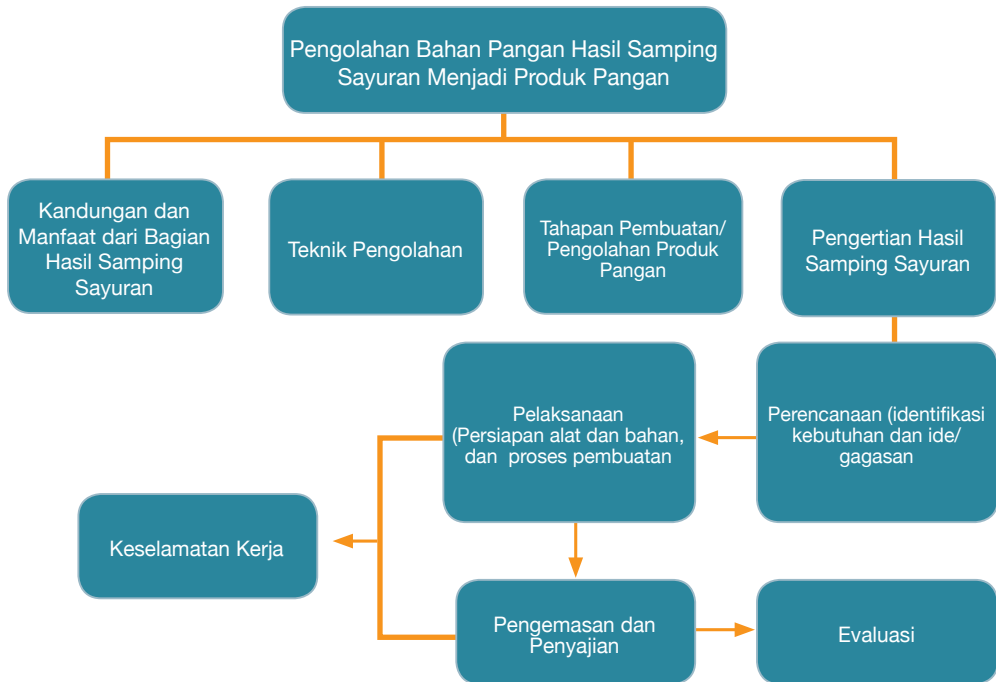 Pengolahan Bahan Pangan Hasil Samping
Sayuran Menjadi Produk Pangan
Kandungan dan
Manfaat dari Bagian
Hasil Samping
Sayuran
Teknik Pengolahan
Tahapan Pembuatan/
Pengolahan Produk
Pangan
Pengertian Hasil
Samping Sayuran
Pelaksanaan
(Persiapan alat dan bahan,
dan proses pembuatan
Perencanaan (identifikasi
kebutuhan dan ide/
gagasan
Keselamatan Kerja
Pengemasan dan
Penyajian
Evaluasi